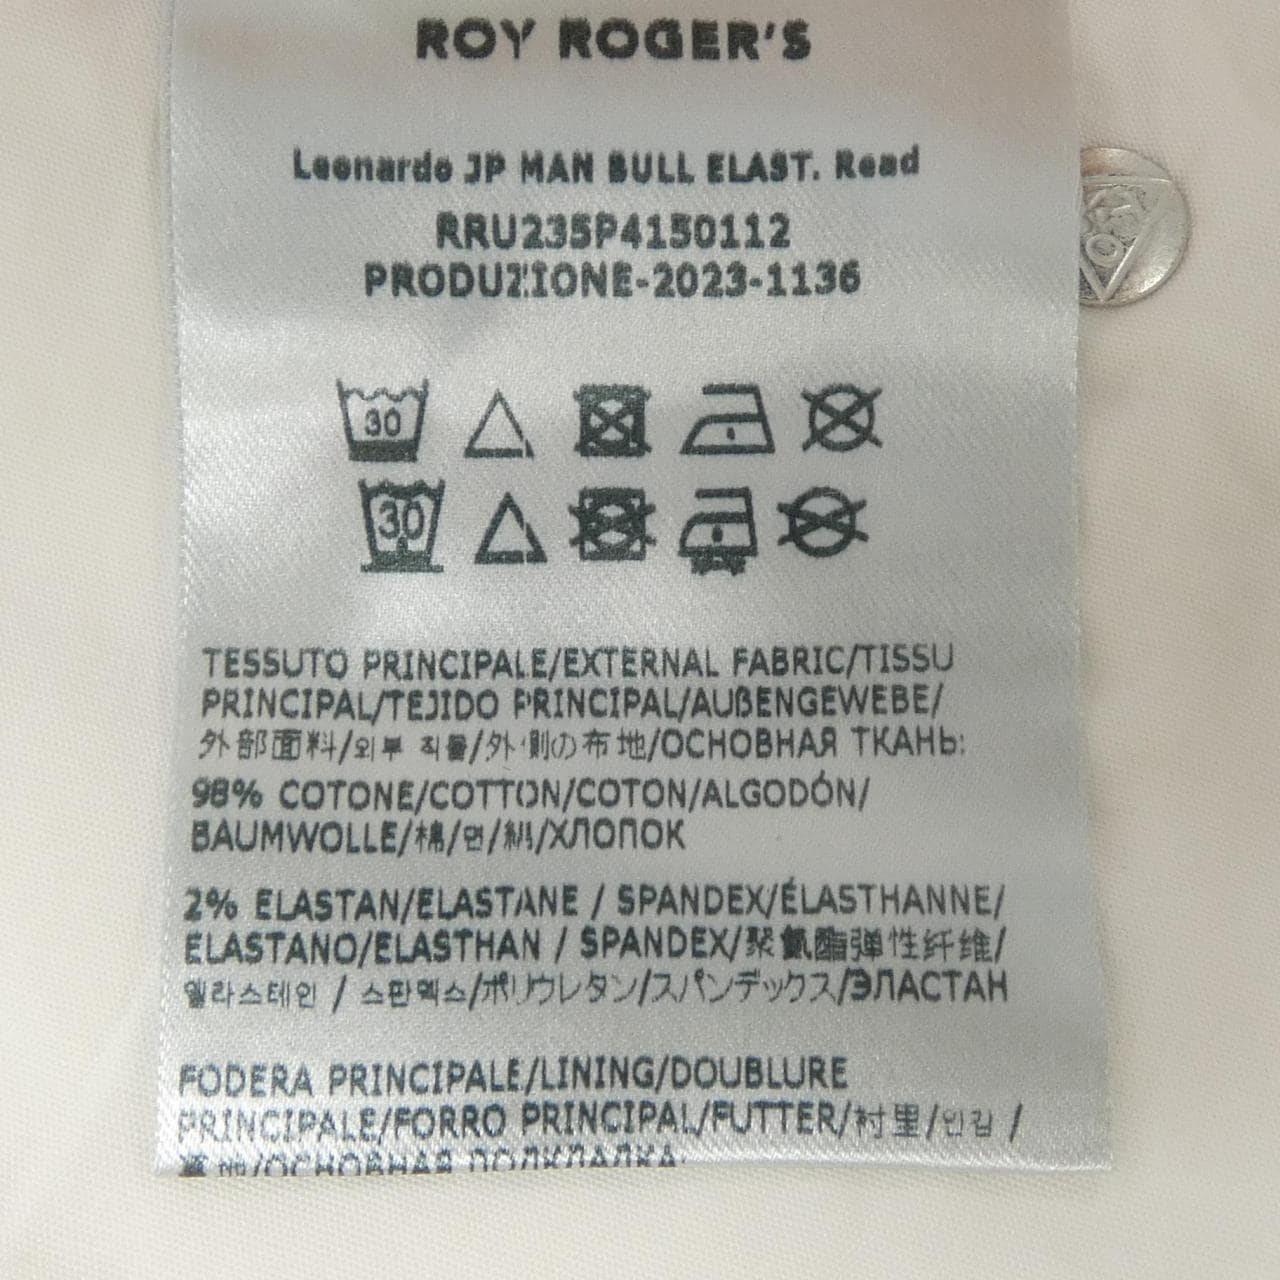 ROY ROGER'S
Leonardo JP MAN BULL ELAST. Read
RRU235P4150112
PRODUZIONE-2023-1136
30
30
TESSUTO PRINCIPALE/EXTERNAL FABRIC/TISSU
PRINCIPAL/TEJIDO PRINCIPAL/AUßENGEWEBE/
外部面料/외부 직물/外側の布地/ОСНОВНАЯ ТКАНЬ:
98% COTONE/COTTON/COTON/ALGODÓN/
BAUMWOLLE/棉/면/綿/ХЛОПОК
2% ELASTAN/ELASTANE / SPANDEX/ÉLASTHANNE/
ELASTANO/ELASTHAN / SPANDEX/聚氨酯弹性纤维/
엘라스테인 / 스판덱스/ポリウレタン/スパンデックス/ЭЛАСТАН
FODERA PRINCIPALE/LINING/DOUBLURE
PRINCIPALE/FORRO PRINCIPAL/FUTTER/衬里/안감 /
地/ОСНОВНАЯ ПОДКЛАДКА: